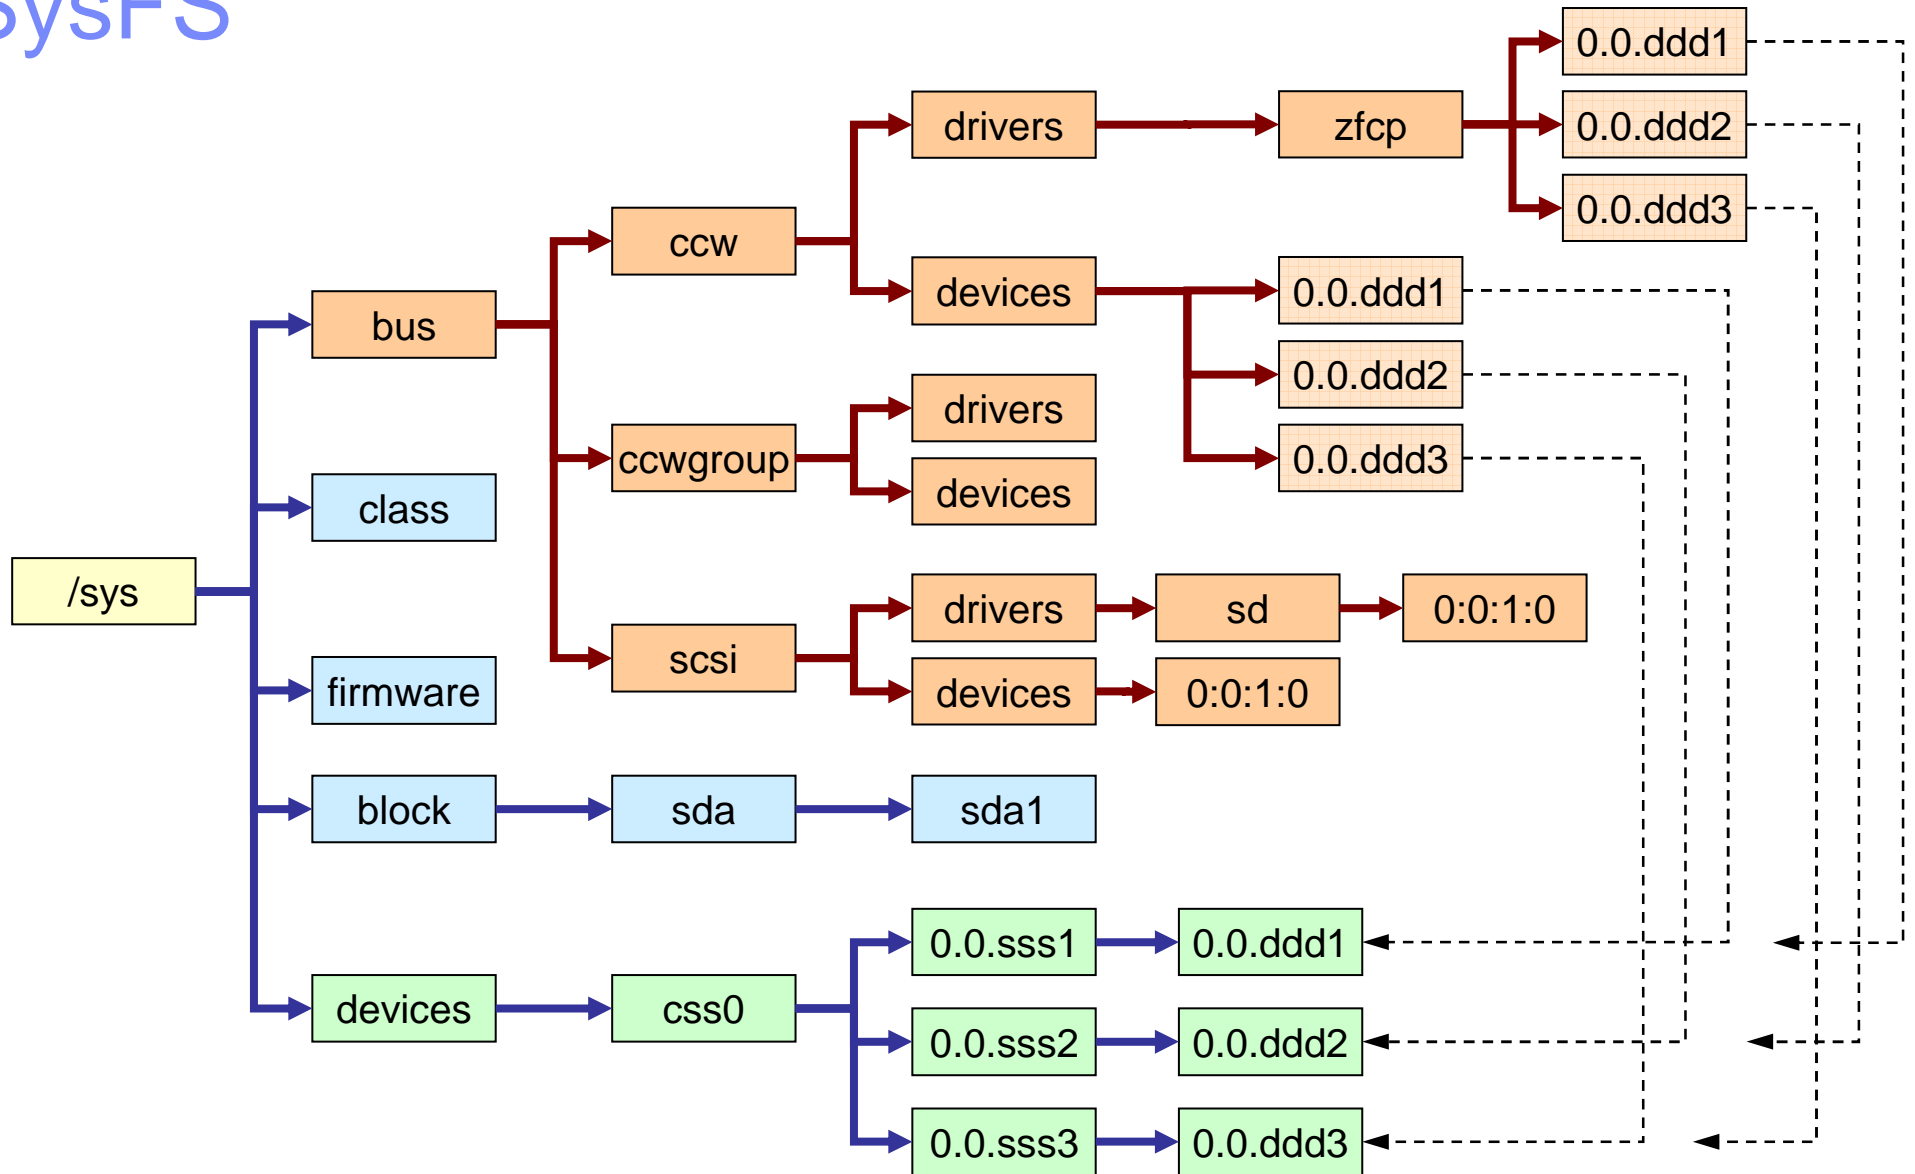 SysFS
0.0.ddd1
drivers
zfcp
0.0.ddd2
0.0.ddd3
ccw
devices
0.0.ddd1
bus
0.0.ddd2
drivers
ccwgroup
0.0.ddd3
devices
class
/sys
drivers
sd
0:0:1:0
scsi
firmware
devices
0:0:1:0
block
sda
sda1
0.0.sss1
0.0.ddd1
devices
css0
0.0.sss2
0.0.ddd2
0.0.sss3
0.0.ddd3